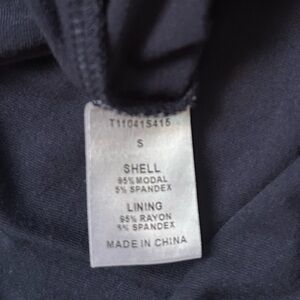 T11041S415
S
SHELL
95% MODAL
5% SPANDEX
LINING
95% RAYON
5% SPANDEX
MADE IN CHINA